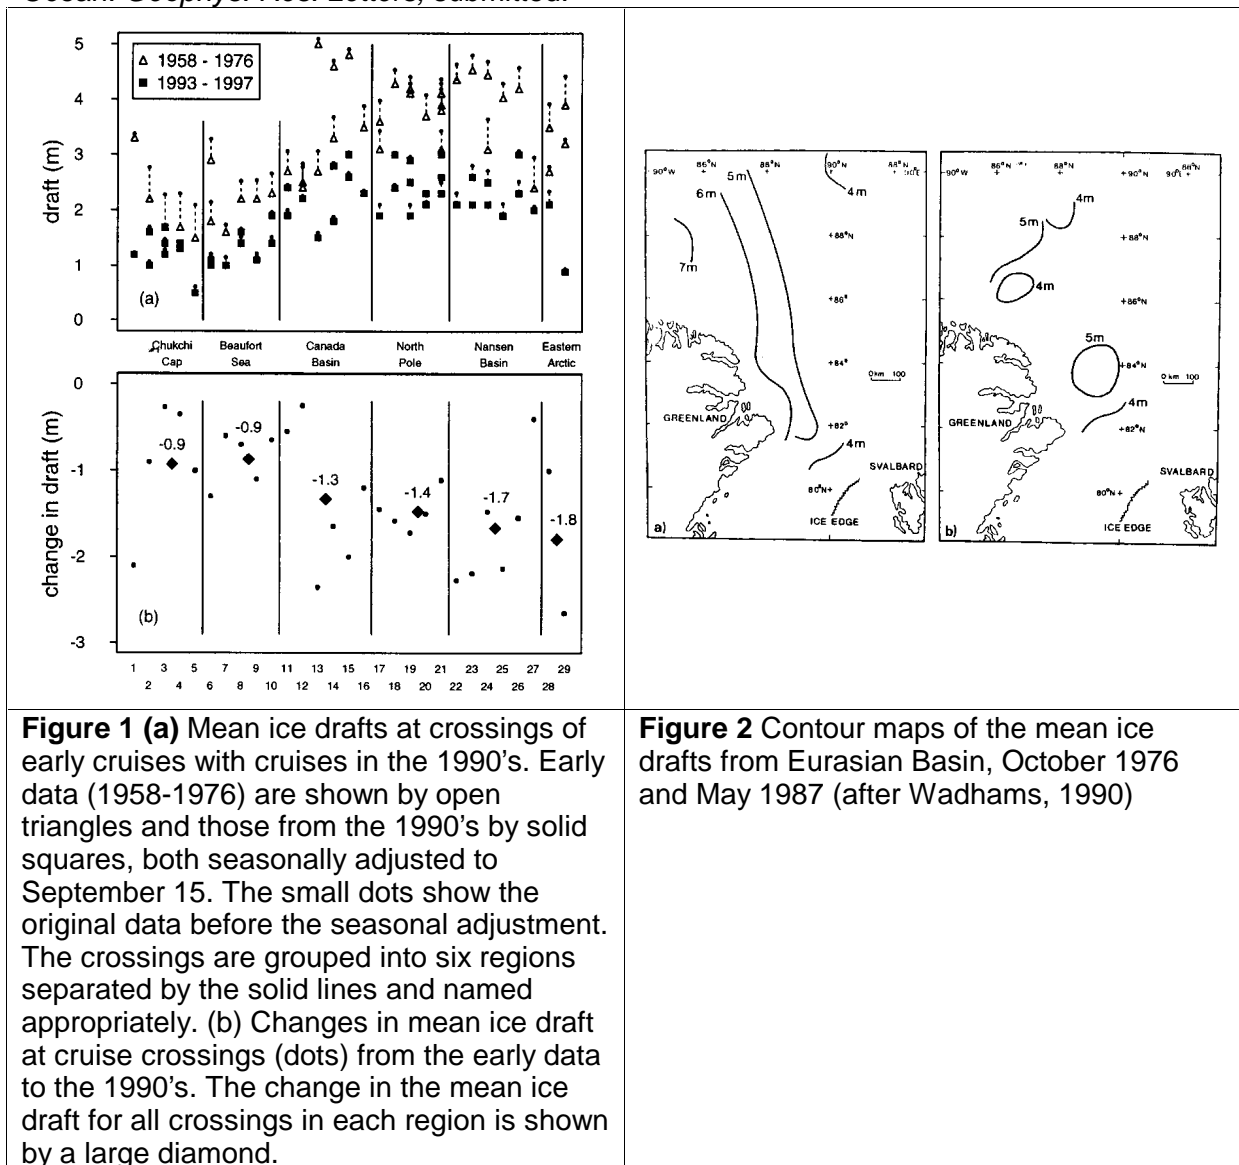 Ocean. Geophys. Res. Letters, submitted.
1958 - 1976
1993 - 1997
draft (m)
5
4
3
2
1
0
(a)
Chukchi Cap
Beaufort Sea
Canada Basin
North Pole
Nansen Basin
Eastern Arctic
change in draft (m)
0
-1
-2
-3
-0.9
-0.9
-1.3
-1.4
-1.7
-1.8
(b)
1 3 5 7 9 11 13 15 17 19 21 23 25 27 29
2 4 6 8 10 12 14 16 18 20 22 24 26 28
90°W 86°N 88°N 90°N 88°N 90°E
5m
6m
4m
7m
+88°N
+86°
+84°
0 km 100
GREENLAND
+82°
4m
SVALBARD
80°N+
ICE EDGE
a)
90°W 86°N 88°N 90°N 88°N 90°E
4m
5m
+88°N
4m
+86°N
5m
+84°N
0 km 100
4m
GREENLAND
+82°N
SVALBARD
80°N+
ICE EDGE
b)
Figure 1 (a) Mean ice drafts at crossings of
early cruises with cruises in the 1990's. Early
data (1958-1976) are shown by open
triangles and those from the 1990's by solid
squares, both seasonally adjusted to
September 15. The small dots show the
original data before the seasonal adjustment.
The crossings are grouped into six regions
separated by the solid lines and named
appropriately. (b) Changes in mean ice draft
at cruise crossings (dots) from the early data
to the 1990's. The change in the mean ice
draft for all crossings in each region is shown
by a large diamond.
Figure 2 Contour maps of the mean ice
drafts from Eurasian Basin, October 1976
and May 1987 (after Wadhams, 1990)